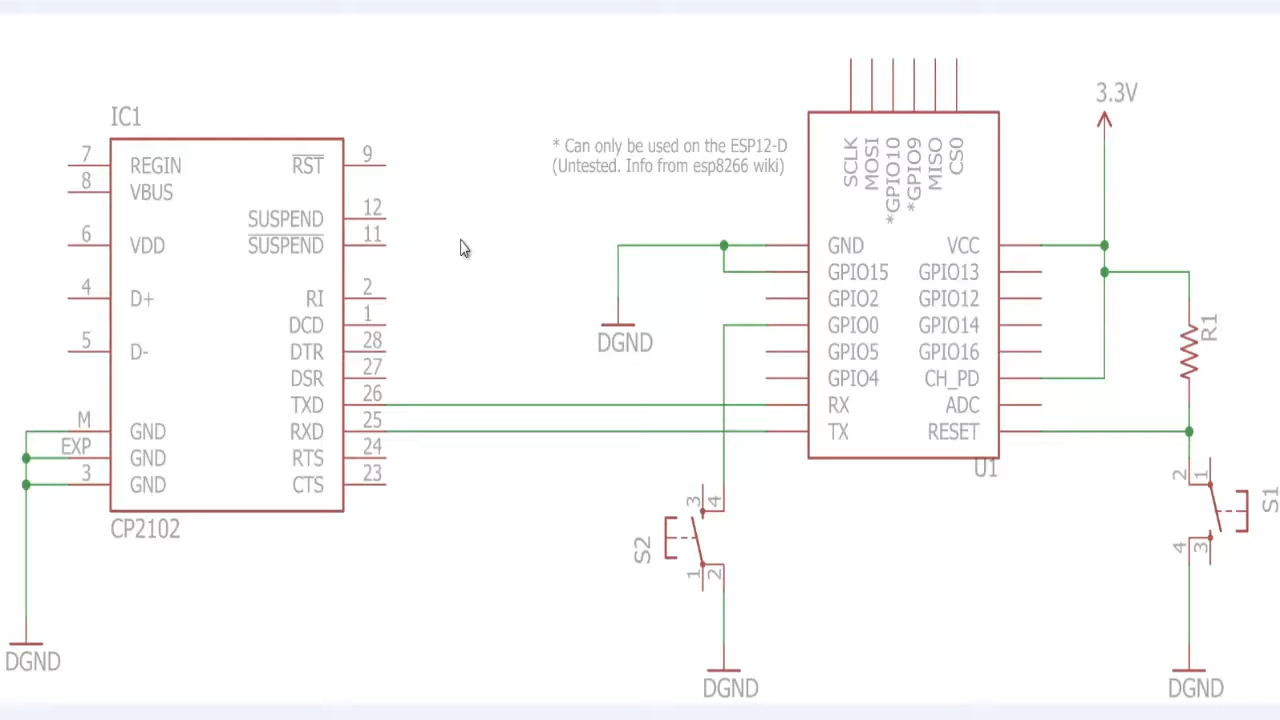 IC1
7
REGIN
8
VBUS
6
VDD
4
D+
5
D-
M
GND
EXP
GND
3
GND
RST
9
SUSPEND
12
SUSPEND
11
RI
2
DCD
1
DTR
28
DSR
27
TXD
26
RXD
25
RTS
24
CTS
23
CP2102
DGND
* Can only be used on the ESP12-D
(Untested. Info from esp8266 wiki)
DGND
SCLK
MOSI
*GPIO10
*GPIO9
MISO
CS0
GND
GPIO15
GPIO2
GPIO0
GPIO5
GPIO4
RX
TX
VCC
GPIO13
GPIO12
GPIO14
GPIO16
CH_PD
ADC
RESET
U1
3.3V
R1
S2
3
4
1
2
DGND
2
1
S1
4
3
DGND